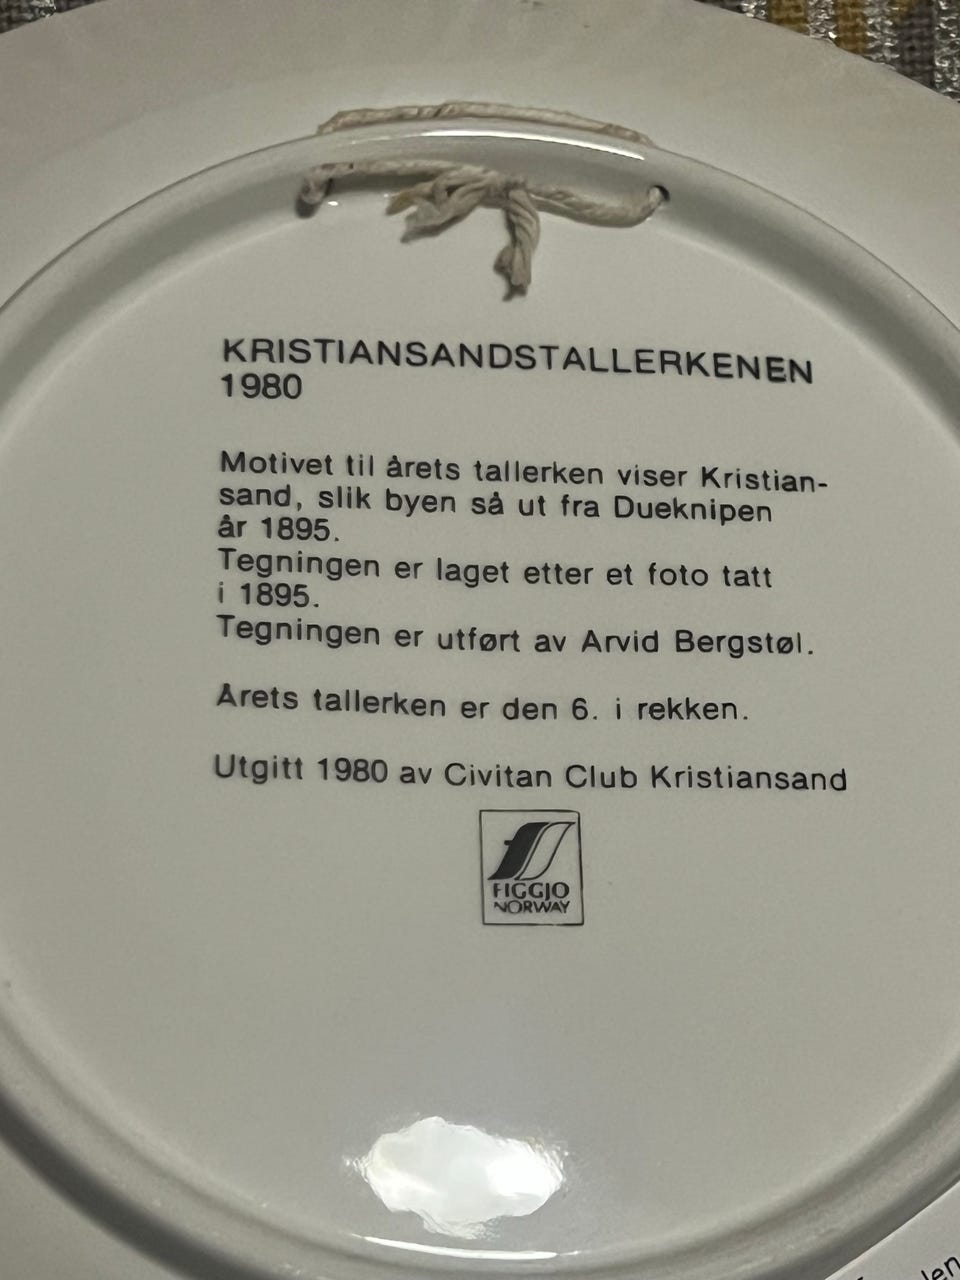 KRISTIANSANDSTALLERKENEN
1980
Motivet til årets tallerken viser Kristian-
sand, slik byen så ut fra Dueknipen
år 1895.
Tegningen er laget etter et foto tatt
i 1895.
Tegningen er utført av Arvid Bergstøl.
Årets tallerken er den 6. i rekken.
Utgitt 1980 av Civitan Club Kristiansand
FIGGJO
NORWAY